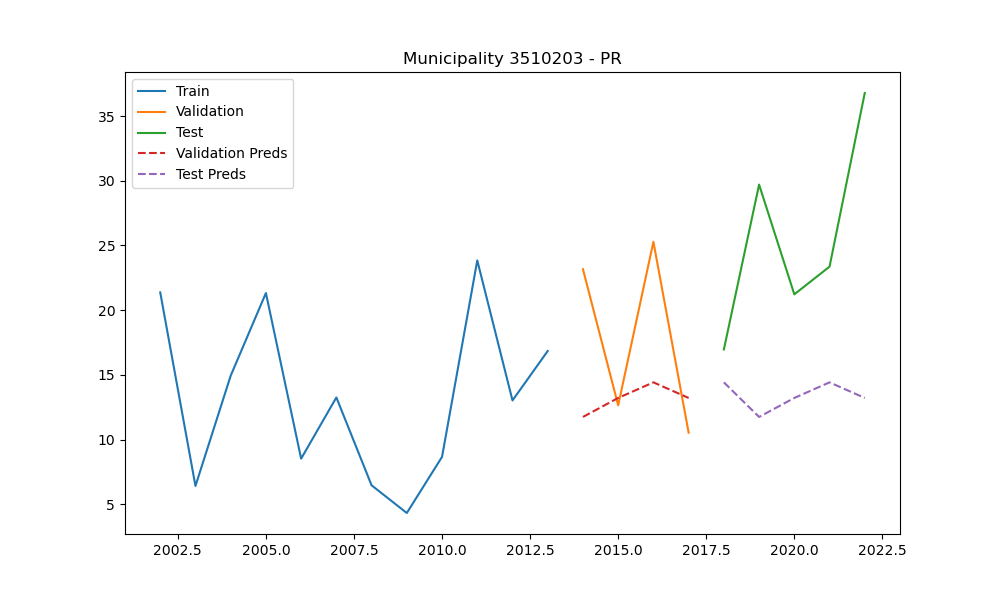 Municipality 3510203 - PR
Train
Validation
Test
Validation Preds
Test Preds
35
30
25
20
15
10
5
2002.5 2005.0 2007.5 2010.0 2012.5 2015.0 2017.5 2020.0 2022.5